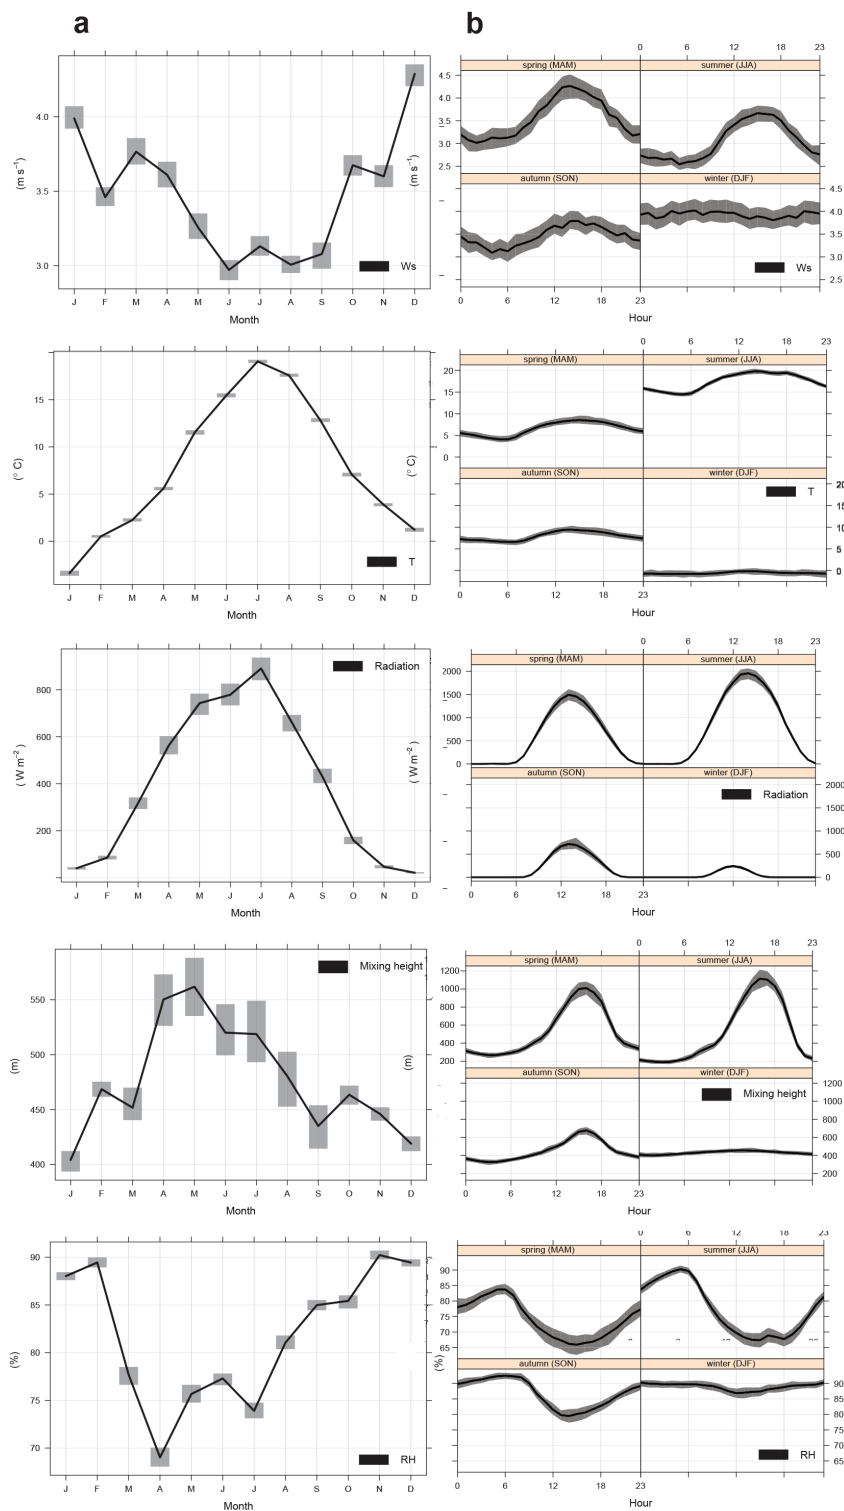 a
b
0 6 12 18 23
spring (MAM)
summer (JJA)
4.5
4.0
3.5
3.0
2.5
autumn (SON)
winter (DJF)
4.5
4.0
3.5
3.0
2.5
4.0
3.5
3.0
(m s⁻¹)
(m s⁻¹)
Ws
Ws
J F M A M J J A S O N D
0 6 12 18 23
Month
Hour
0 6 12 18 23
spring (MAM)
summer (JJA)
20
15
10
5
0
autumn (SON)
winter (DJF)
20
15
10
5
0
15
10
5
0
(° C)
(° C)
T
T
J F M A M J J A S O N D
0 6 12 18 23
Month
Hour
0 6 12 18 23
spring (MAM)
summer (JJA)
2000
1500
1000
500
0
autumn (SON)
winter (DJF)
2000
1500
1000
500
0
Radiation
Radiation
800
600
400
200
( W m⁻² )
( W m⁻² )
J F M A M J J A S O N D
0 6 12 18 23
Month
Hour
0 6 12 18 23
spring (MAM)
summer (JJA)
1200
1000
800
600
400
200
autumn (SON)
winter (DJF)
1200
1000
800
600
400
200
Mixing height
Mixing height
550
500
450
400
(m)
(m)
J F M A M J J A S O N D
0 6 12 18 23
Month
Hour
0 6 12 18 23
spring (MAM)
summer (JJA)
90
85
80
75
70
65
autumn (SON)
winter (DJF)
90
85
80
75
70
65
90
85
80
75
70
(%)
(%)
RH
RH
J F M A M J J A S O N D
0 6 12 18 23
Month
Hour